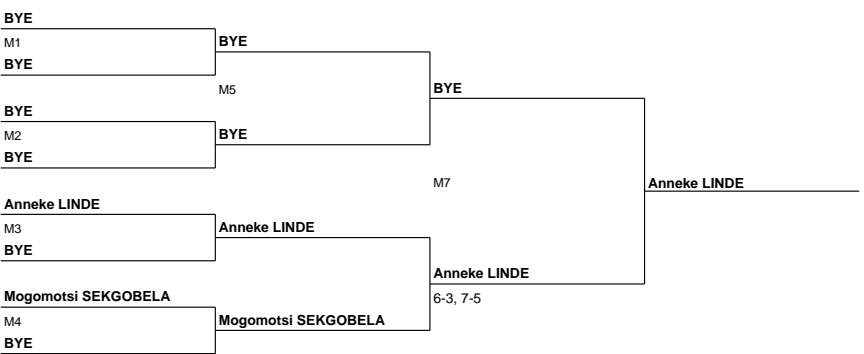 BYE
M1
BYE
BYE
M5
BYE
BYE
M2
BYE
BYE
M7
Anneke LINDE
Anneke LINDE
M3
Anneke LINDE
BYE
Anneke LINDE
6-3, 7-5
Mogomotsi SEKGOBELA
M4
Mogomotsi SEKGOBELA
BYE